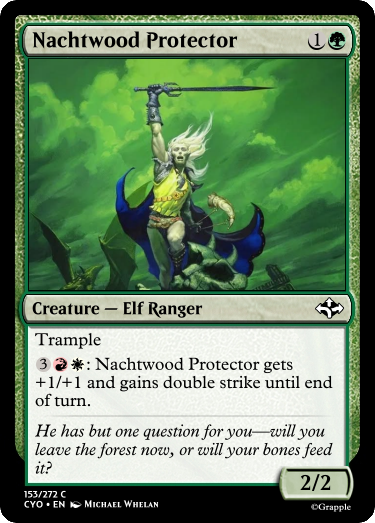 Nachtwood Protector 1
Creature — Elf Ranger
Trample
3: Nachtwood Protector gets
+1/+1 and gains double strike until end
of turn.
He has but one question for you—will you
leave the forest now, or will your bones feed
it?
2/2
153/272 C
CYO • EN Michael Whelan
©Grapple